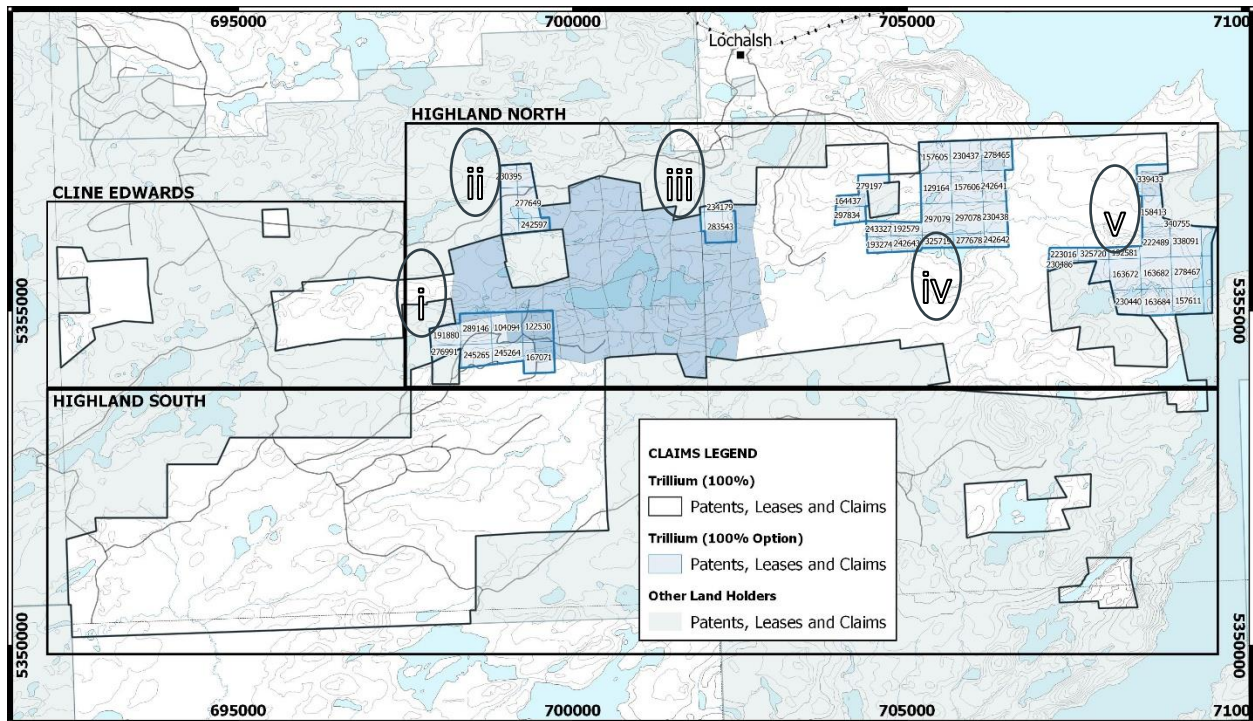 695000 700000 705000 7100
Lochalsh
HIGHLAND NORTH
CLINE EDWARDS
ii
iii
i
iv
v
230395
277649
242597
234179
283543
191880 289146 104094 122530
276991 245265 245264 167071
157605 230437 278465
129164 157606 242641
297079 297078 230438
325719 277678 242642
279197
164437
297834
243327 192579
193274 242643
339433
158413
340755
222489 338091
223016 325720 192581
230486
163672 163682 278467
230440 163684 157611
5355000
5355000
HIGHLAND SOUTH
CLAIMS LEGEND
Trillium (100%)
Patents, Leases and Claims
Trillium (100% Option)
Patents, Leases and Claims
Other Land Holders
Patents, Leases and Claims
5350000
5350000
695000 700000 705000 7100